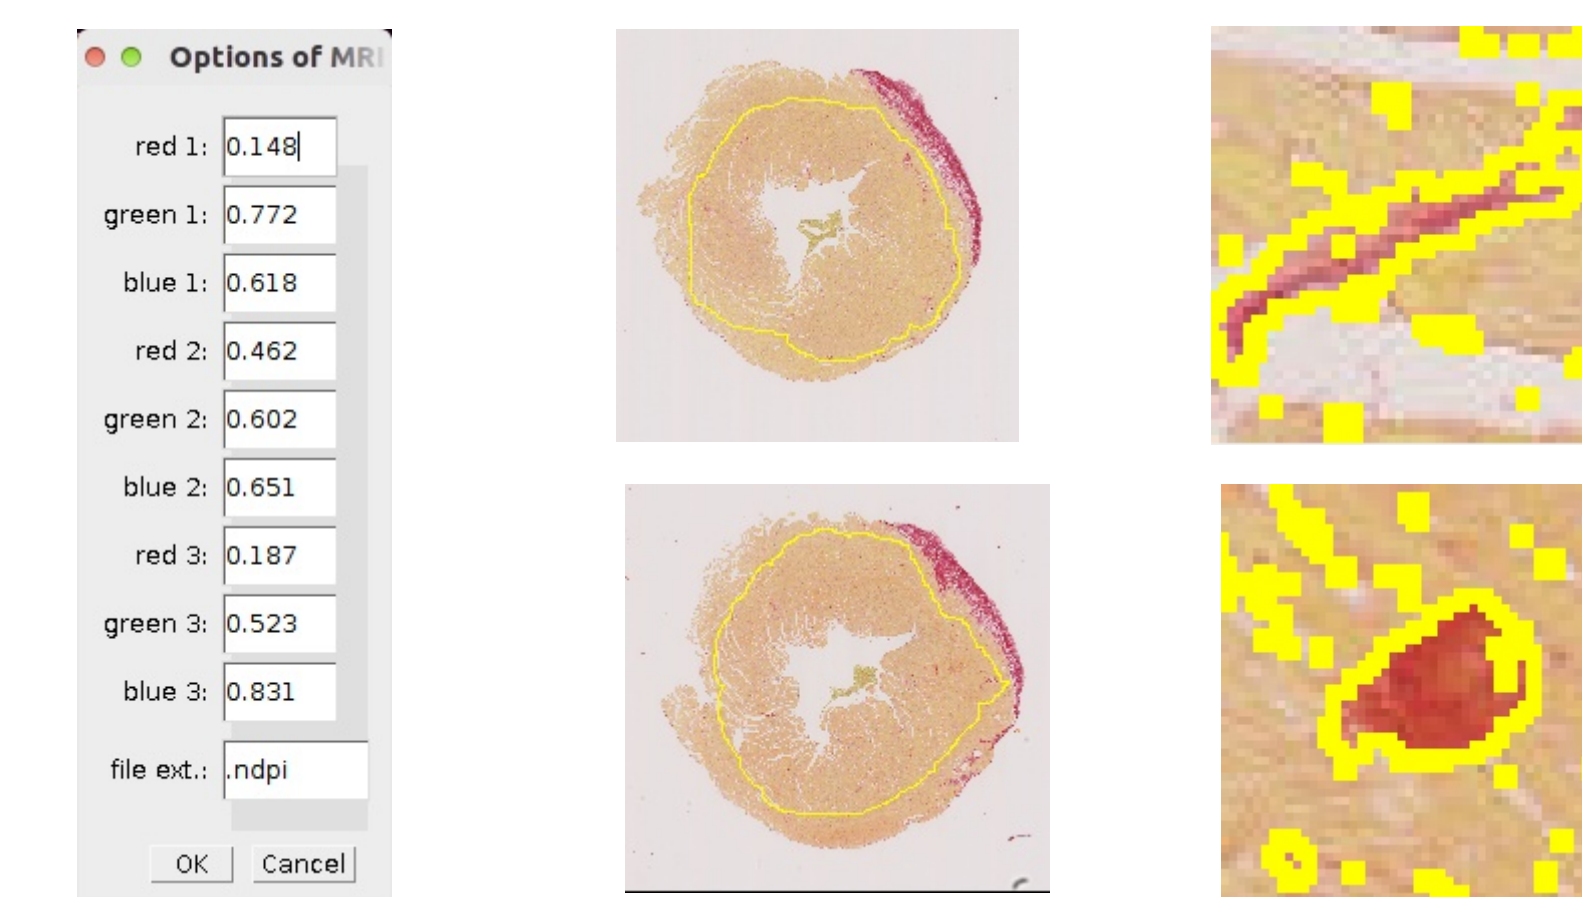 Options of MRI
red 1: 0.148
green 1: 0.772
blue 1: 0.618
red 2: 0.462
green 2: 0.602
blue 2: 0.651
red 3: 0.187
green 3: 0.523
blue 3: 0.831
file ext.: .ndpi
OK Cancel